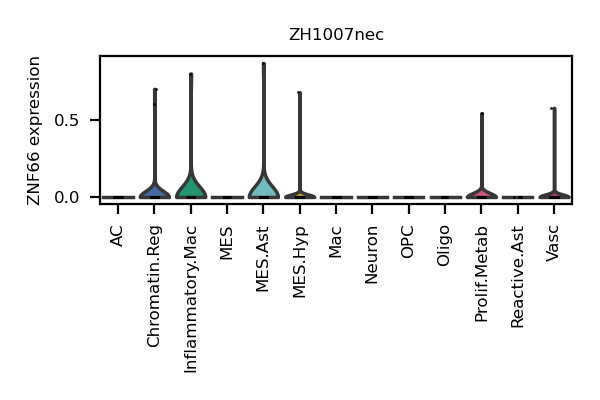 ZH1007nec
ZNF66 expression
0.5
0.0
AC
Chromatin.Reg
Inflammatory.Mac
MES
MES.Ast
MES.Hyp
Mac
Neuron
OPC
Oligo
Prolif.Metab
Reactive.Ast
Vasc